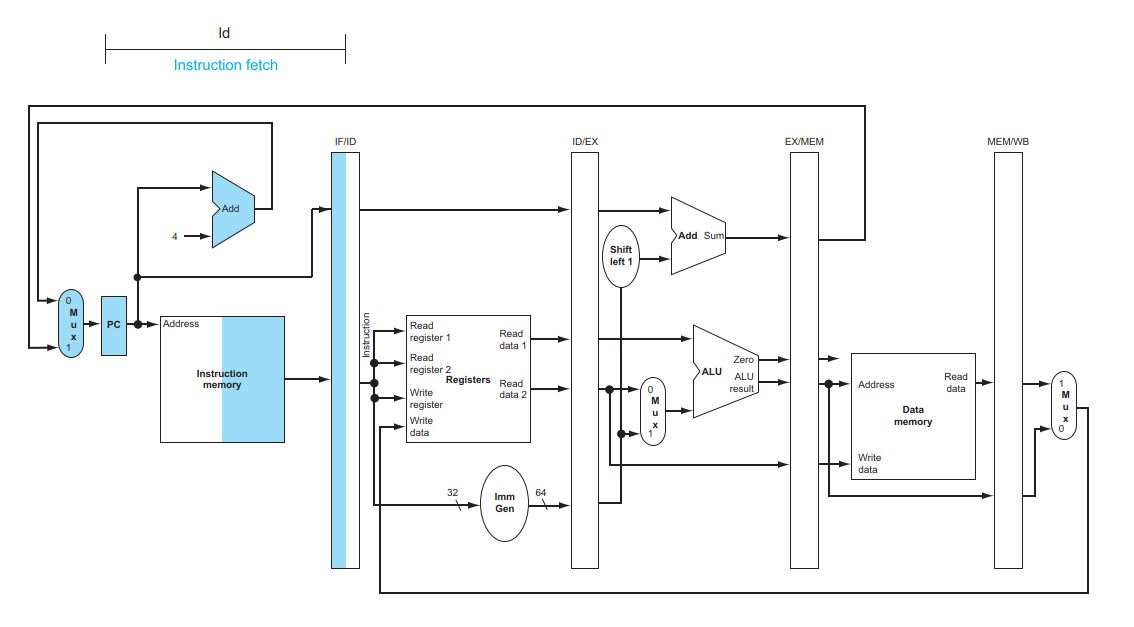 ld
Instruction fetch
IF/ID
ID/EX
EX/MEM
MEM/WB
Add
4
Add Sum
Shift
left 1
0
M
u
x
1
PC
Address
Instruction
memory
Instruction
Read
register 1
Read
register 2
Registers
Write
register
Write
data
Read
data 1
Read
data 2
Zero
ALU
ALU
result
0
M
u
x
1
Address
Read
data
Data
memory
Write
data
1
M
u
x
0
32
Imm
Gen
64